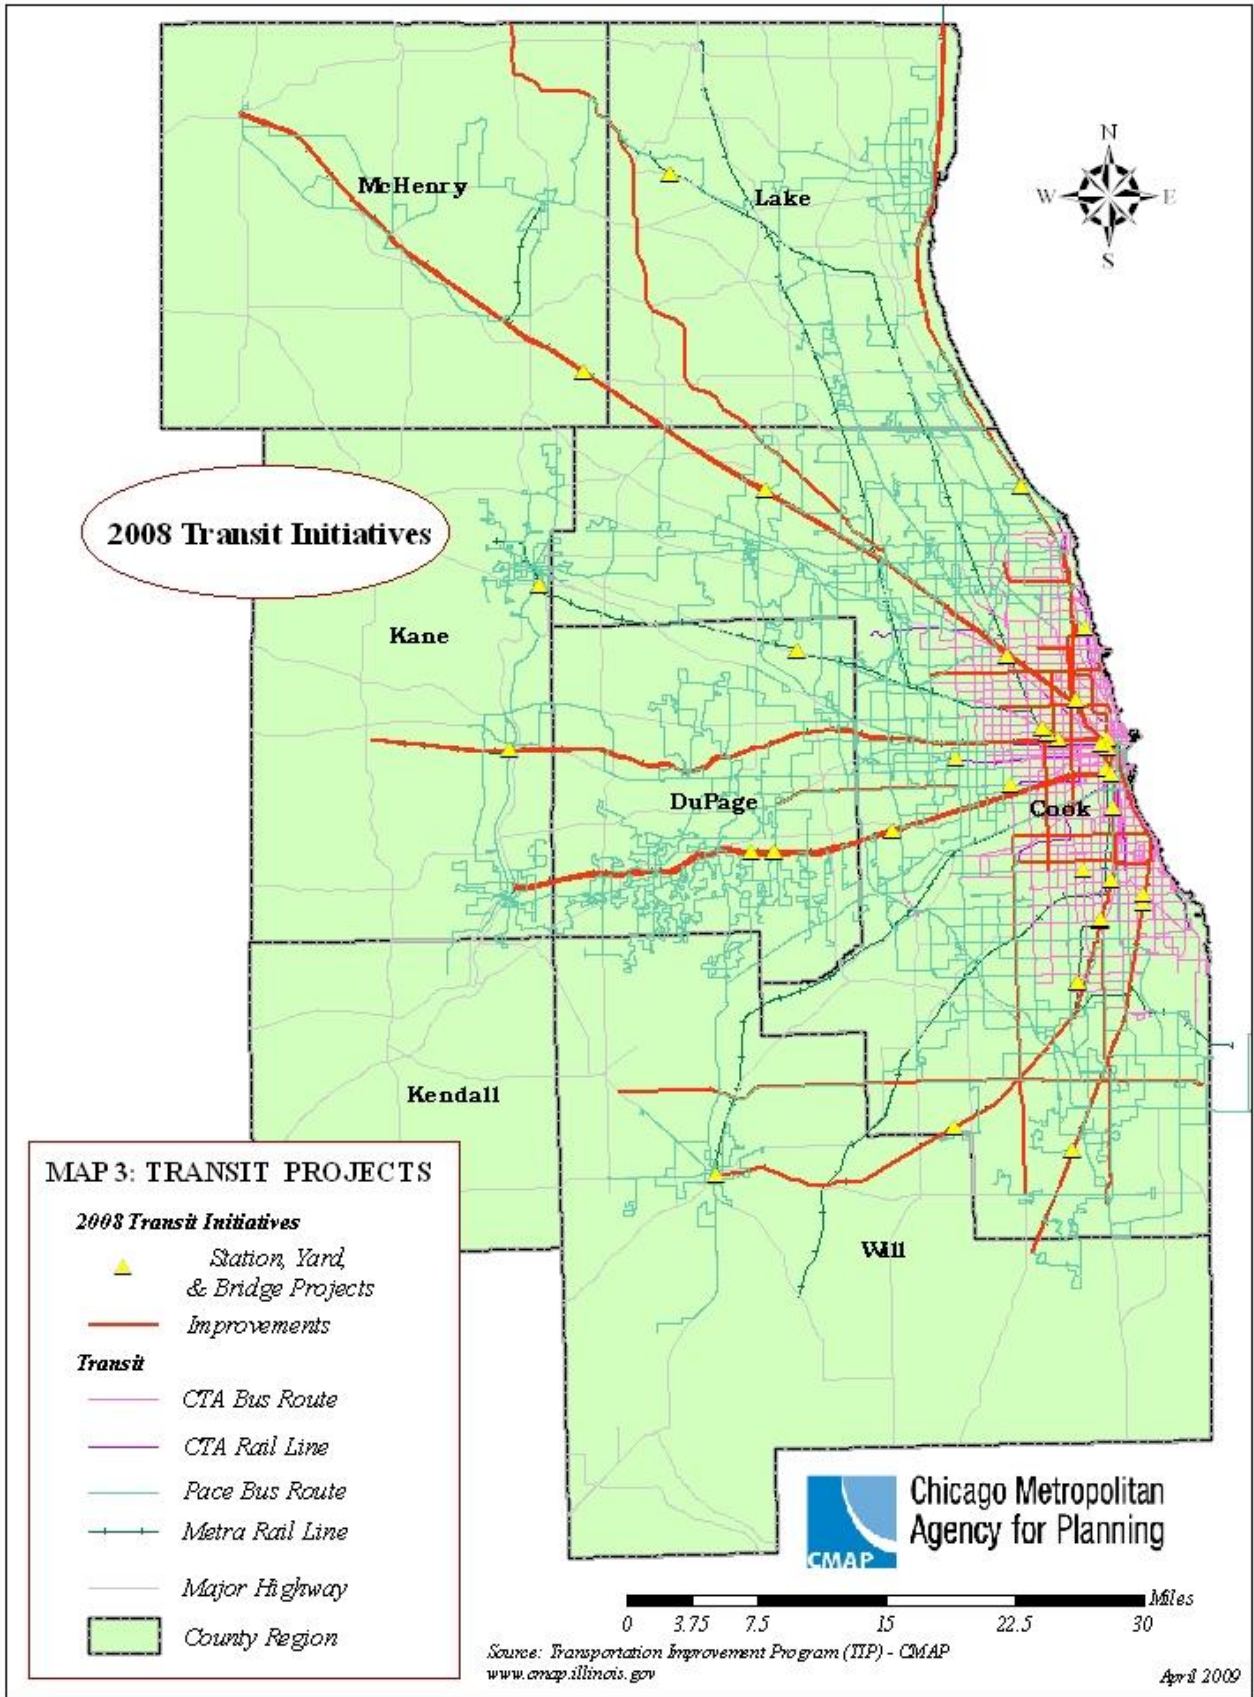 N
W E
S
McHenry
Lake
2008 Transit Initiatives
Kane
DuPage
Cook
Kendall
Will
MAP 3: TRANSIT PROJECTS
2008 Transit Initiatives
Station, Yard,
& Bridge Projects
Improvements
Transit
CTA Bus Route
CTA Rail Line
Pace Bus Route
Metra Rail Line
Major Highway
County Region
CMAP
Chicago Metropolitan
Agency for Planning
Miles
0 3.75 7.5 15 22.5 30
Source: Transportation Improvement Program (TIP) - CMAP
www.cmap.illinois.gov
April 2009